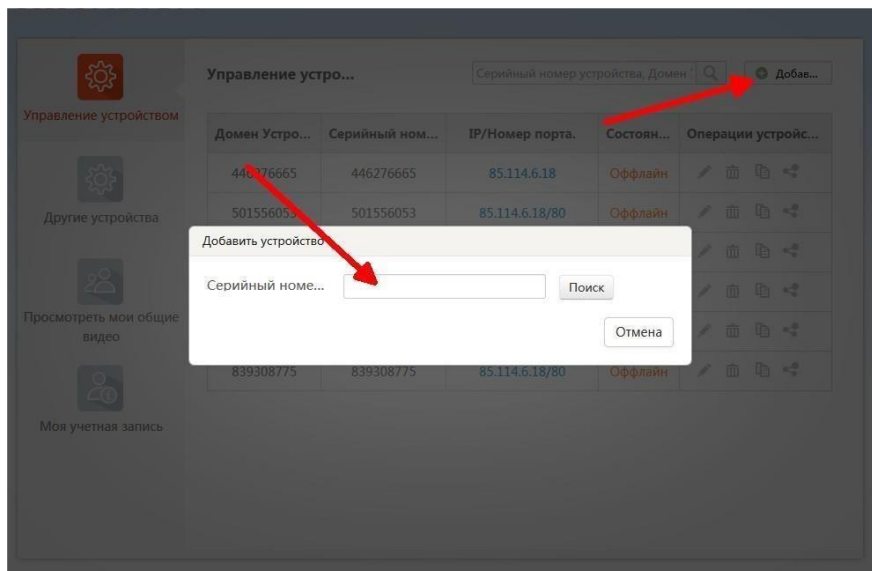 Управление устройством
Другие устройства
Просмотреть мои общие
видео
Моя учетная запись
Управление устро...
Серийный номер устройства, Домен
Добав...
Домен Устро... Серийный ном... IP/Номер порта. Состоян... Операции устройс...
446276665 446276665 85.114.6.18 Оффлайн
501556053 501556053 85.114.6.18/80 Оффлайн
Добавить устройство
Серийный номе... Поиск
Отмена
839308775 839308775 85.114.6.18/80 Оффлайн